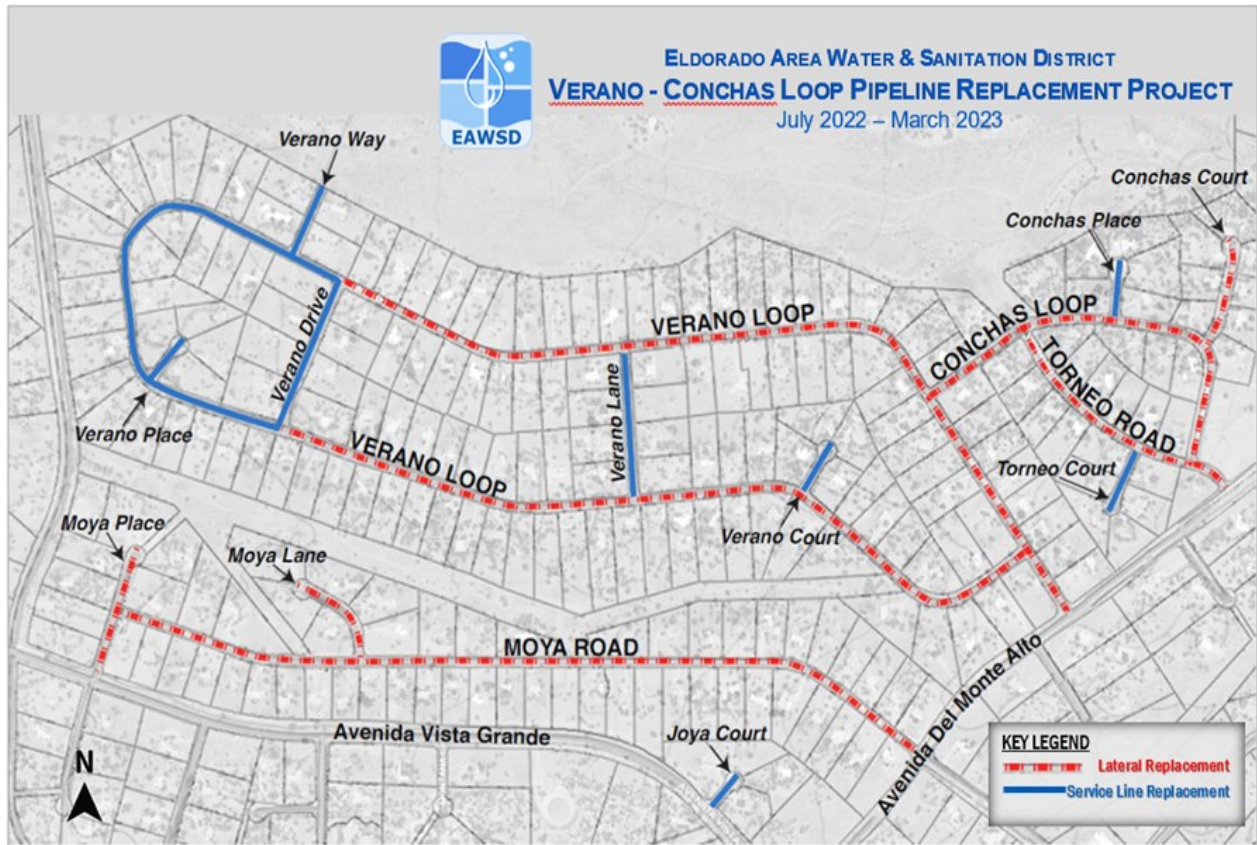 ELDORADO AREA WATER & SANITATION DISTRICT
VERANO - CONCHAS LOOP PIPELINE REPLACEMENT PROJECT
July 2022 – March 2023
EAWSD
Verano Way
Conchas Court
Conchas Place
VERANO LOOP
CONCHAS LOOP
Verano Drive
TORNEO ROAD
Verano Lane
Verano Place
VERANO LOOP
Torneo Court
Verano Court
Moya Place
Moya Lane
MOYA ROAD
Avenida Del Monte Alto
Avenida Vista Grande
Joya Court
N
KEY LEGEND
Lateral Replacement
Service Line Replacement